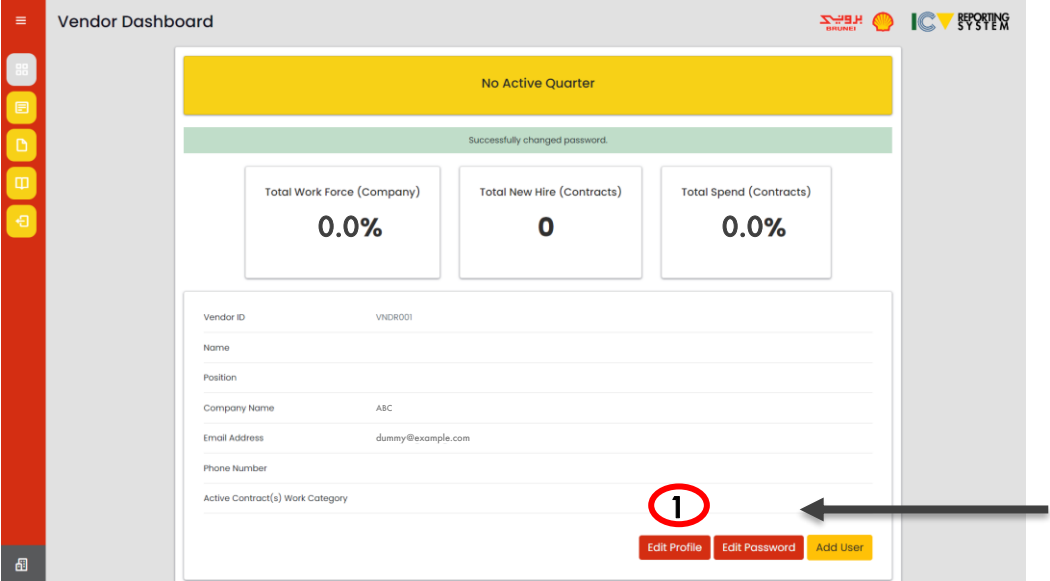 Vendor Dashboard
بروني
BRUNEI
ICV REPORTING
SYSTEM
No Active Quarter
Successfully changed password.
Total Work Force (Company)
0.0%
Total New Hire (Contracts)
0
Total Spend (Contracts)
0.0%
Vendor ID VNDR001
Name
Position
Company Name ABC
Email Address dummy@example.com
Phone Number
Active Contract(s) Work Category
1
Edit Profile Edit Password Add User